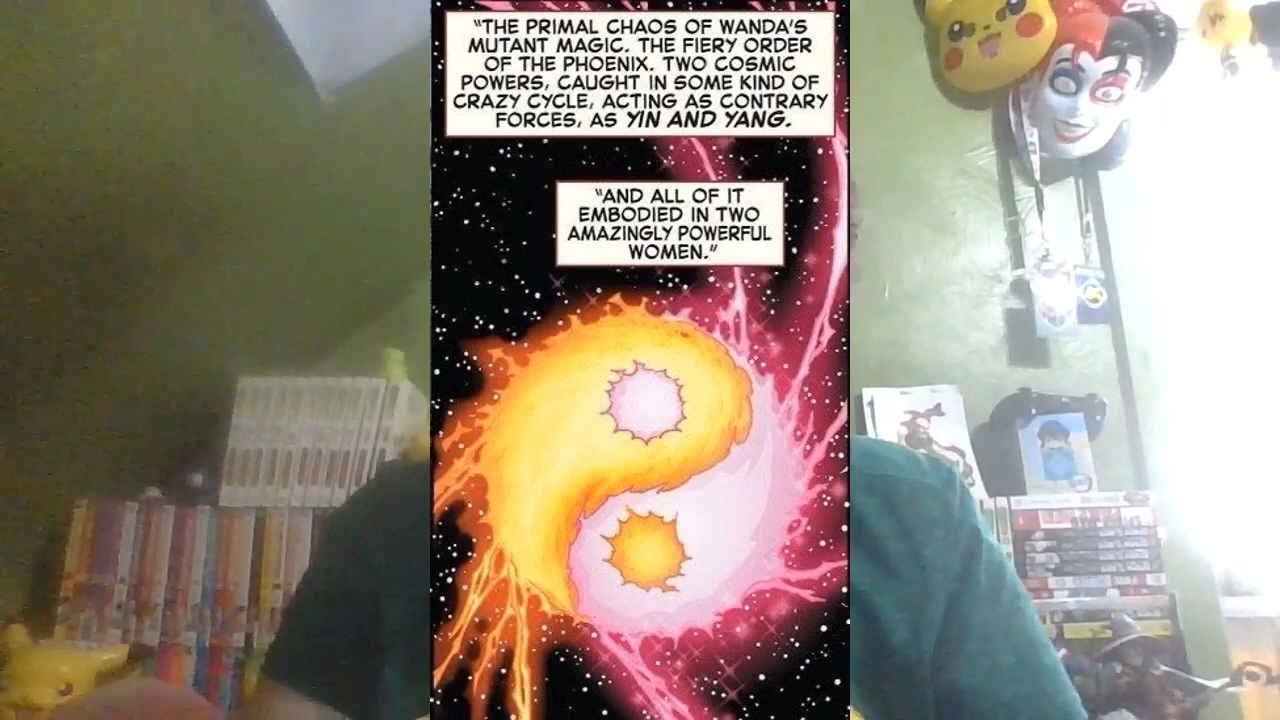 “THE PRIMAL CHAOS OF WANDA’S
MUTANT MAGIC. THE FIERY ORDER
OF THE PHOENIX. TWO COSMIC
POWERS, CAUGHT IN SOME KIND OF
CRAZY CYCLE, ACTING AS CONTRARY
FORCES, AS YIN AND YANG.
“AND ALL OF IT
EMBODIED IN TWO
AMAZINGLY POWERFUL
WOMEN.”